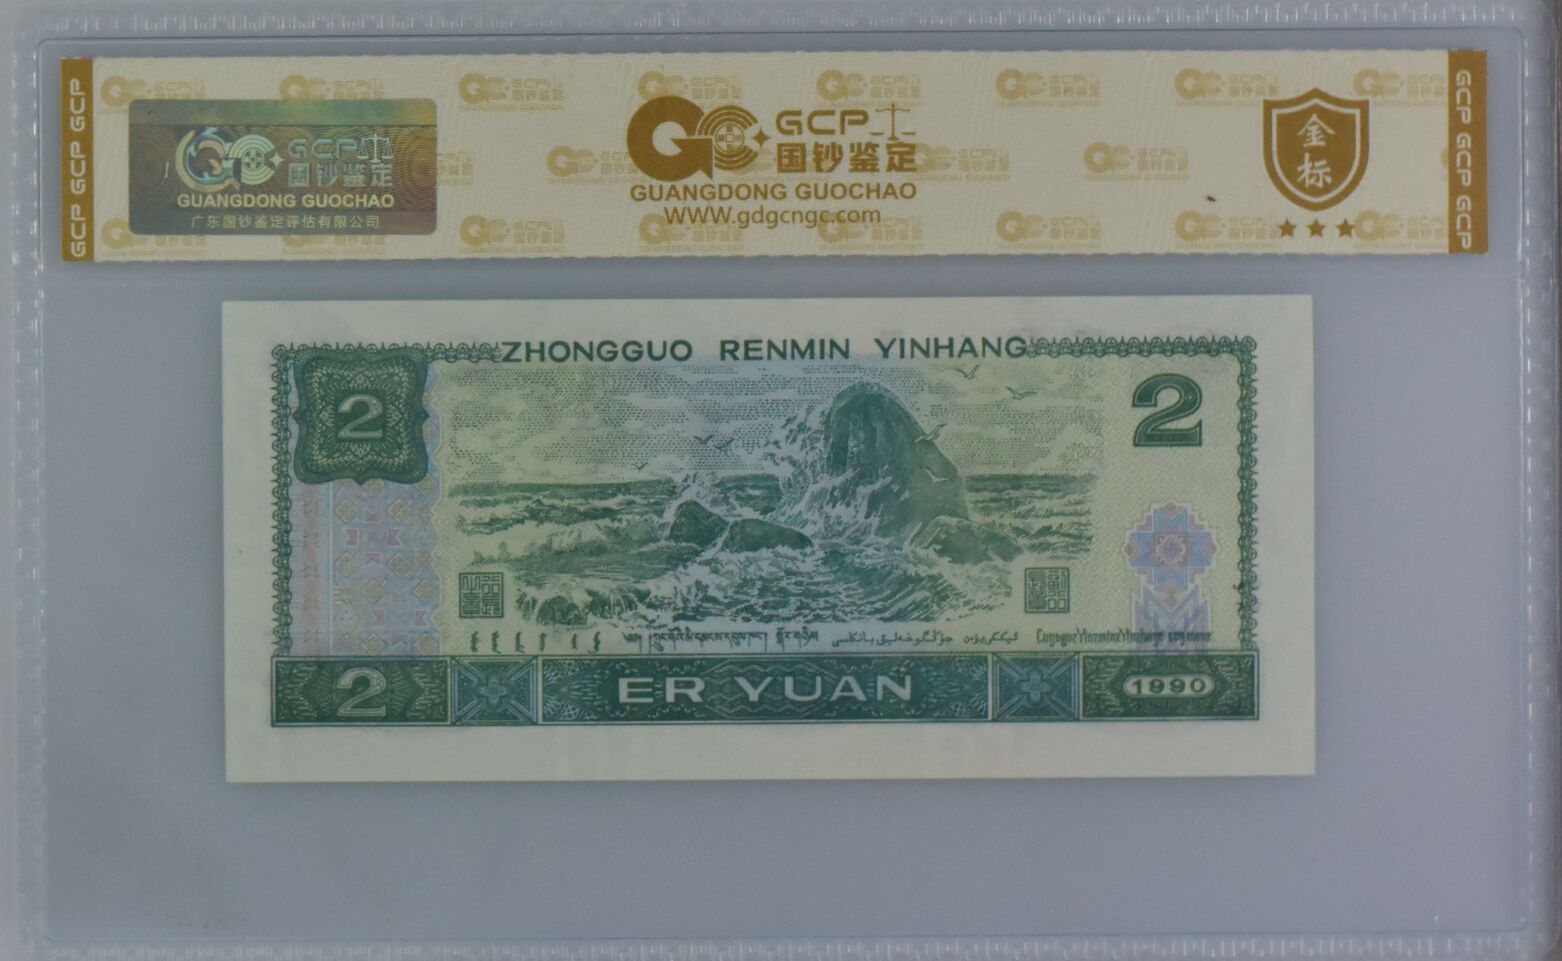 GCP GCP GCP
GCP 国钞鉴定
GUANGDONG GUOCHAO
广东国钞鉴定评估有限公司
GCP
国钞鉴定
GUANGDONG GUOCHAO
WWW.gdgcngc.com
金标
GCP GCP GCP
ZHONGGUO RENMIN YINHANG
2
2
2
ER YUAN
1990